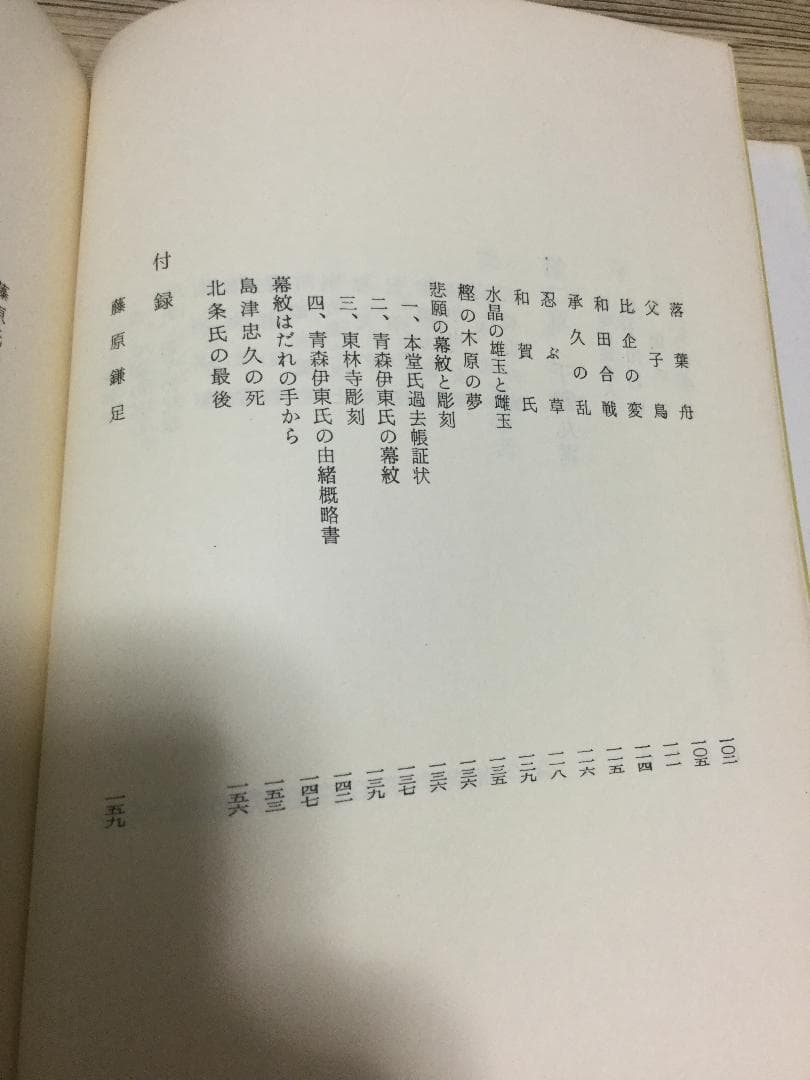 落葉舟 一〇二
父子鳥 一〇五
比企の変 一一一
和田合戦 一一四
承久の乱 一一五
忍ぶ草 一一六
和賀氏 一一八
水晶の雄玉と雌玉 一二九
樫の木原の夢 一三五
悲願の幕紋と彫刻 一三六
一、本堂氏過去帳証状 一三六
二、青森伊東氏の幕紋 一三七
三、東林寺彫刻 一三九
四、青森伊東氏の由緒概略書 一四二
幕紋はだれの手から 一四七
島津忠久の死 一五三
北条氏の最後 一五六
付録
藤原鎌足 一五九